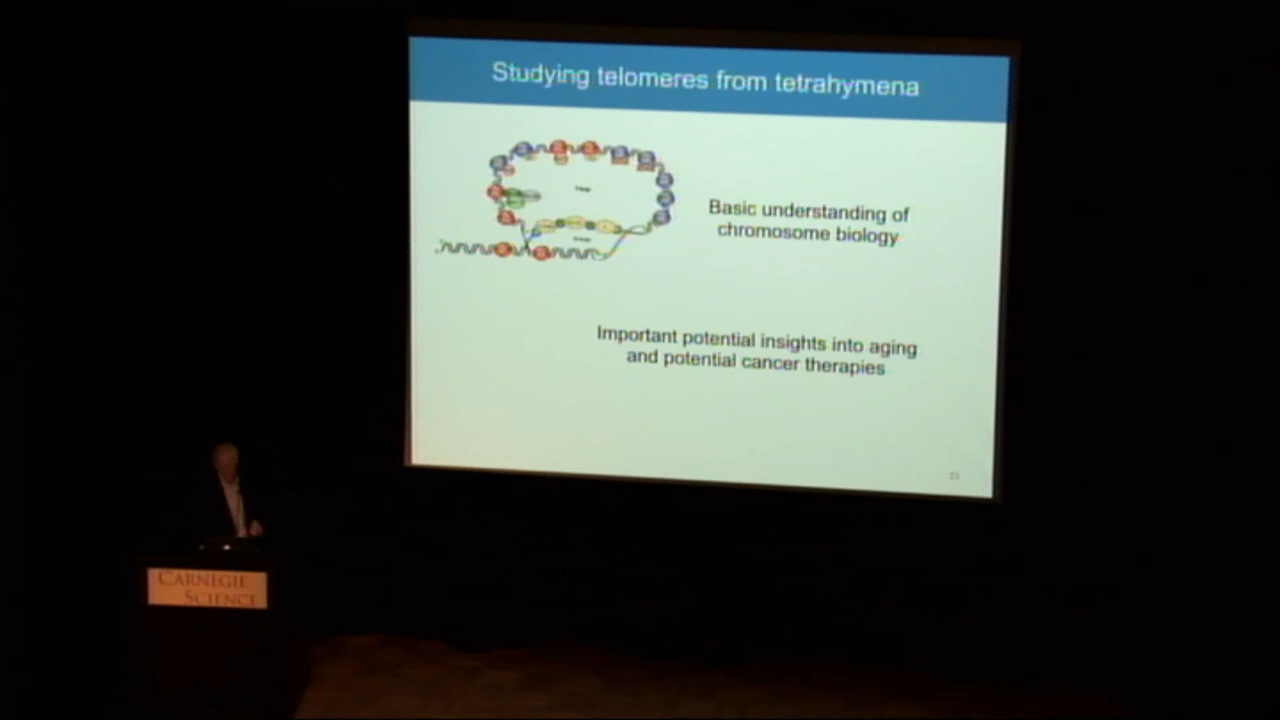 Studying telomeres from tetrahymena
Basic understanding of
chromosome biology
Important potential insights into aging
and potential cancer therapies
23
CARNEGIE
SCIENCE